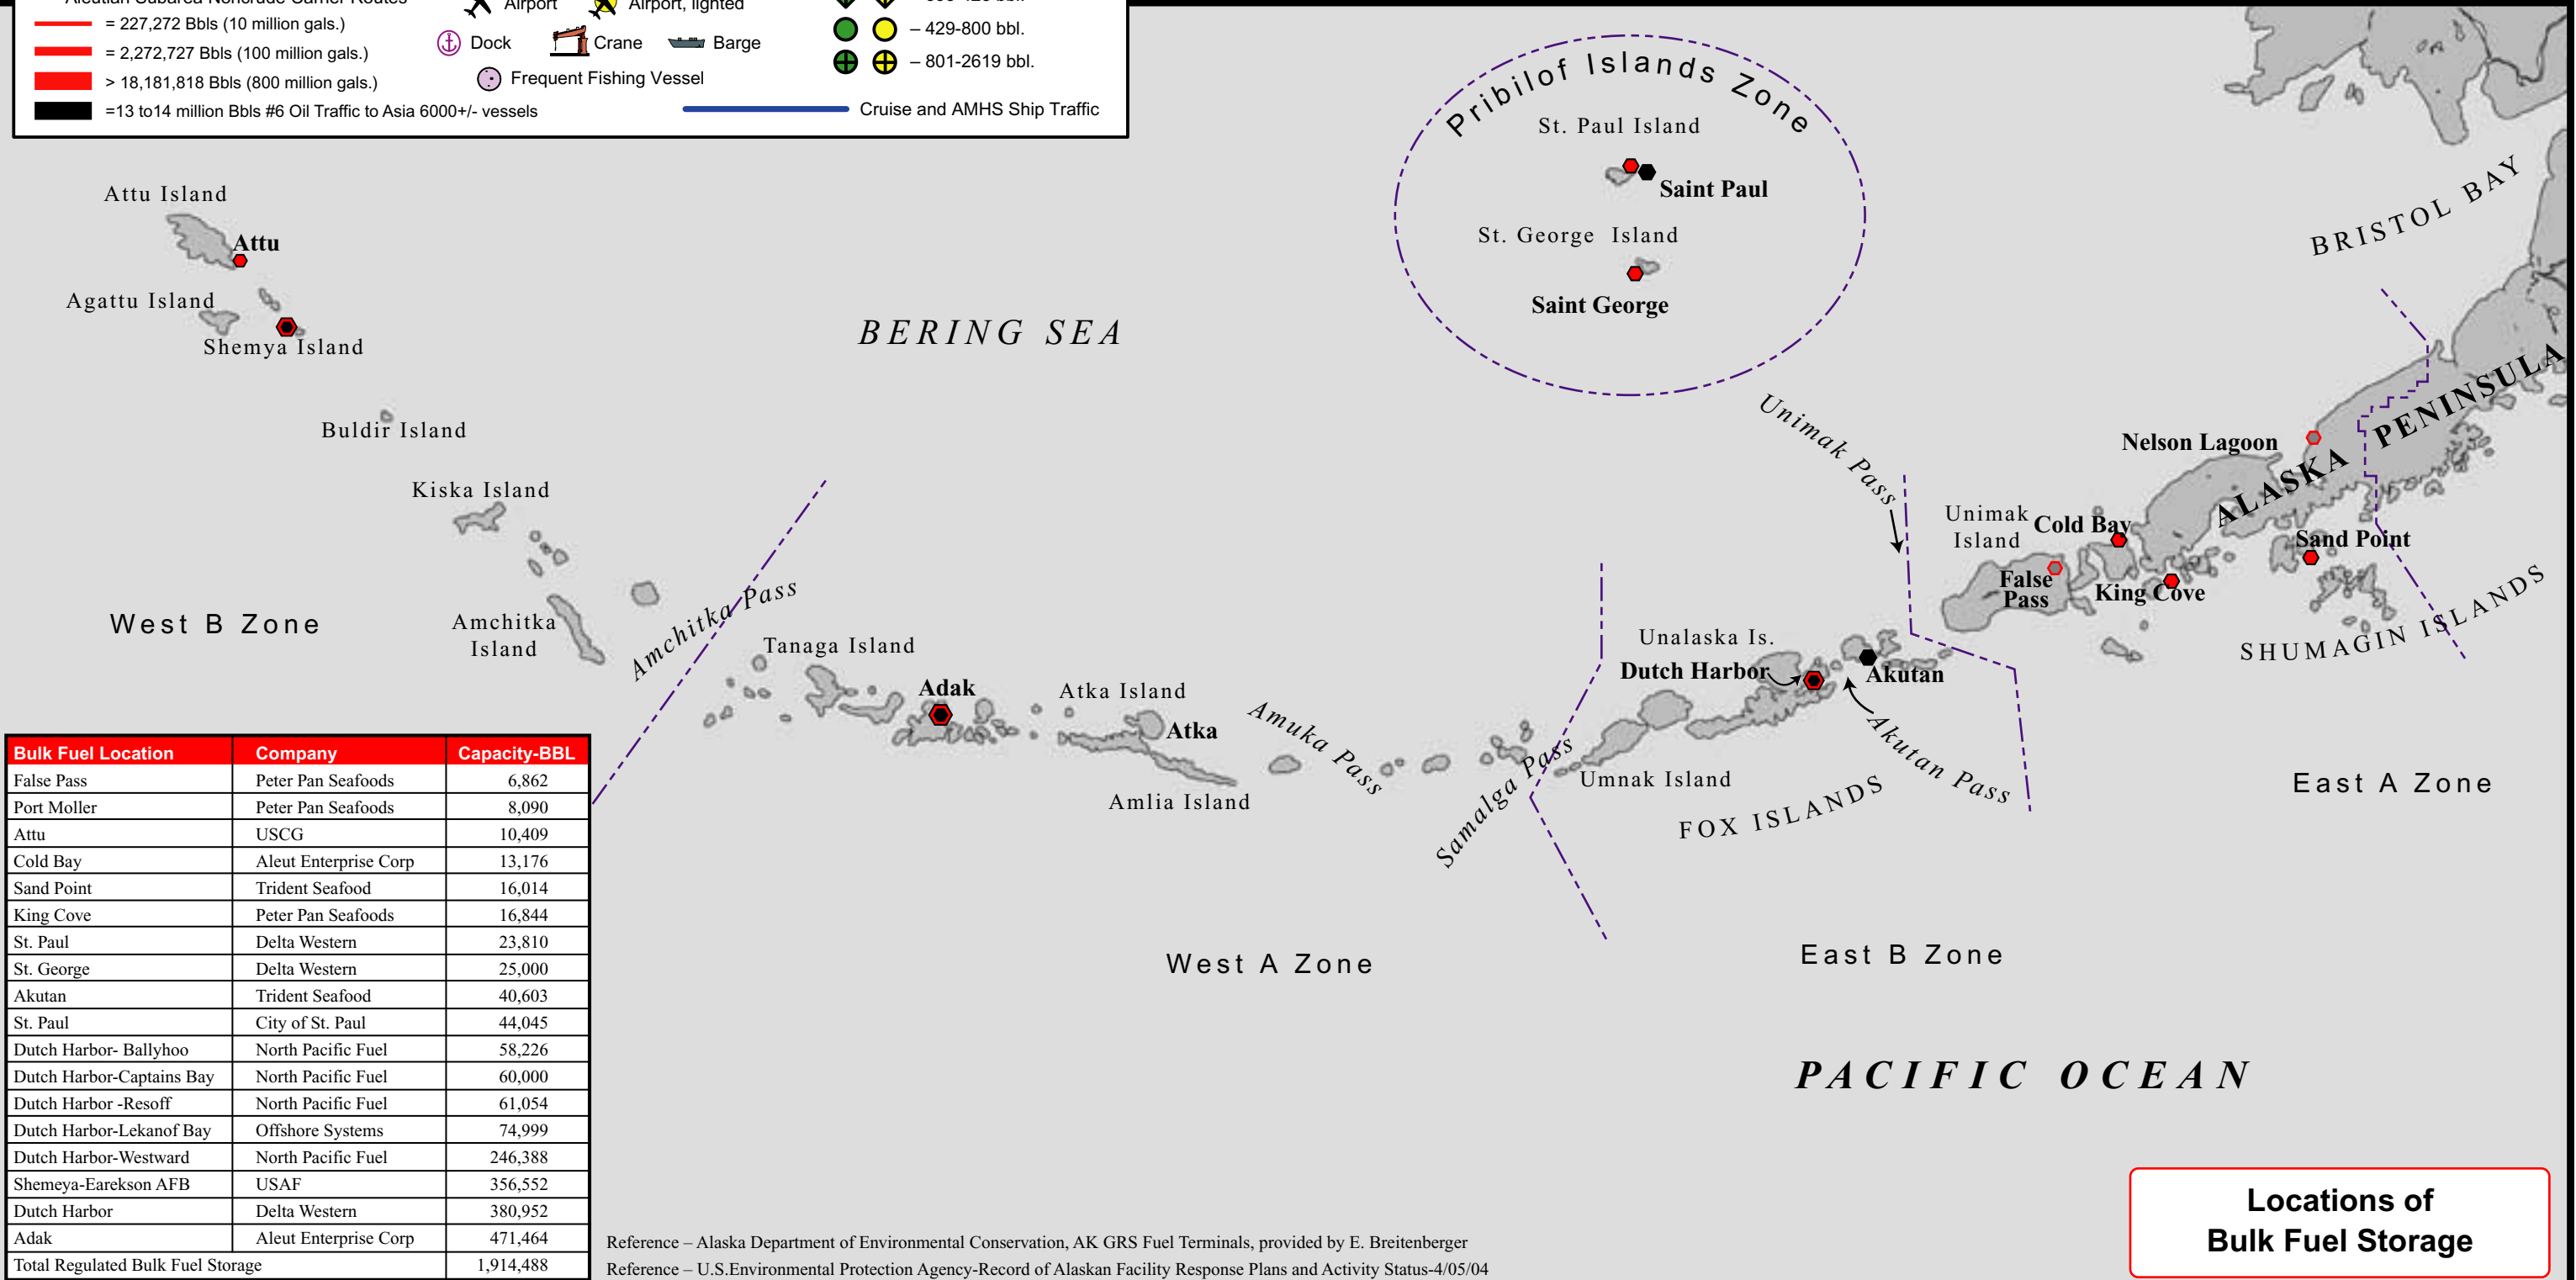 = 227,272 Bbls (10 million gals.)
= 2,272,727 Bbls (100 million gals.)
> 18,181,818 Bbls (800 million gals.)
=13 to14 million Bbls #6 Oil Traffic to Asia 6000+/- vessels
Airport
Airport, lighted
Dock
Crane
Barge
Frequent Fishing Vessel
– 429-800 bbl.
– 801-2619 bbl.
Cruise and AMHS Ship Traffic
Pribilof Islands Zone
St. Paul Island
Saint Paul
St. George Island
Saint George
BRISTOL BAY
Attu Island
Attu
Agattu Island
Shemya Island
BERING SEA
Buldir Island
Kiska Island
West B Zone
Amchitka
Island
Amchitka Pass
Tanaga Island
Adak
Atka Island
Atka
Amlia Island
Amuka Pass
Samalga Pass
Unimak Pass
Unalaska Is.
Dutch Harbor
Akutan
Akutan Pass
Umnak Island
FOX ISLANDS
Unimak
Island
Cold Bay
False
Pass
King Cove
Nelson Lagoon
ALASKA PENINSULA
Sand Point
SHUMAGIN ISLANDS
East A Zone
West A Zone
East B Zone
PACIFIC OCEAN
Bulk Fuel Location Company Capacity-BBL
False Pass Peter Pan Seafoods 6,862
Port Moller Peter Pan Seafoods 8,090
Attu USCG 10,409
Cold Bay Aleut Enterprise Corp 13,176
Sand Point Trident Seafood 16,014
King Cove Peter Pan Seafoods 16,844
St. Paul Delta Western 23,810
St. George Delta Western 25,000
Akutan Trident Seafood 40,603
St. Paul City of St. Paul 44,045
Dutch Harbor- Ballyhoo North Pacific Fuel 58,226
Dutch Harbor-Captains Bay North Pacific Fuel 60,000
Dutch Harbor -Resoff North Pacific Fuel 61,054
Dutch Harbor-Lekanof Bay Offshore Systems 74,999
Dutch Harbor-Westward North Pacific Fuel 246,388
Shemeya-Earekson AFB USAF 356,552
Dutch Harbor Delta Western 380,952
Adak Aleut Enterprise Corp 471,464
Total Regulated Bulk Fuel Storage 1,914,488
Reference – Alaska Department of Environmental Conservation, AK GRS Fuel Terminals, provided by E. Breitenberger
Reference – U.S.Environmental Protection Agency-Record of Alaskan Facility Response Plans and Activity Status-4/05/04
Locations of
Bulk Fuel Storage